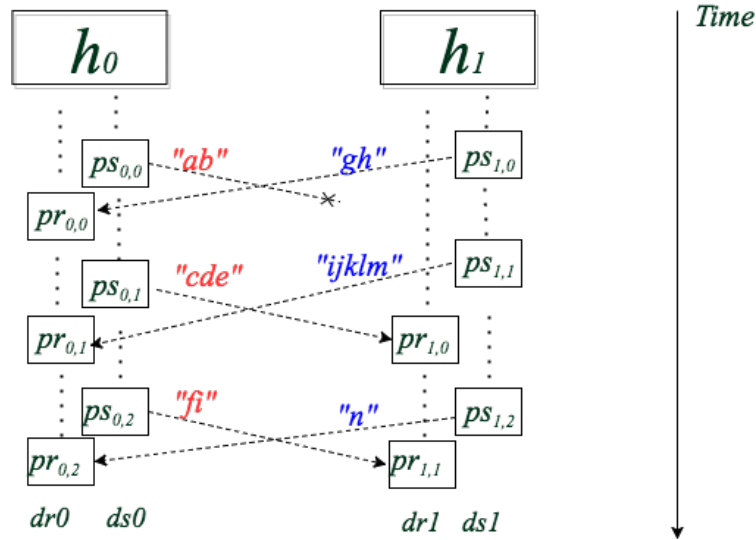 h0 h1 Time
ps0,0 "ab" "gh" ps1,0
pr0,0
"cde" "ijklm" ps1,1
ps0,1
pr0,1 pr1,0
ps0,2 "fi" "n" ps1,2
pr0,2 pr1,1
dr0 ds0 dr1 ds1